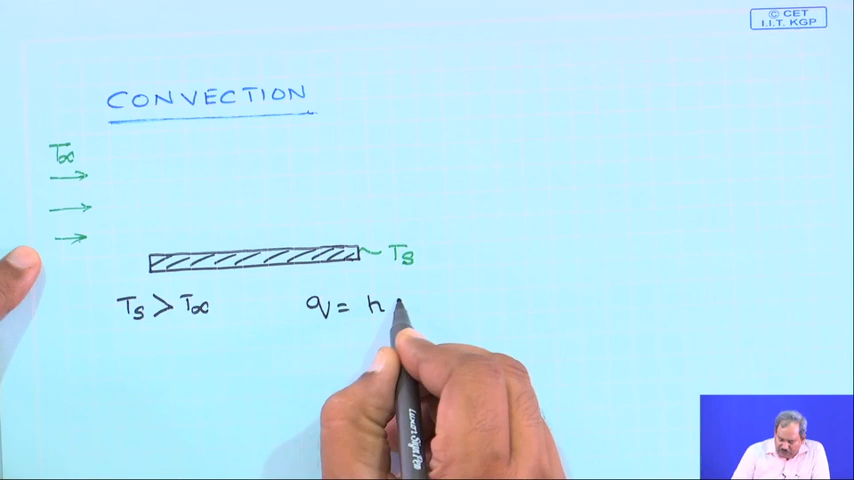 © CET
I.I.T. KGP
CONVECTION
T∞
Ts
Ts > T∞
q = h